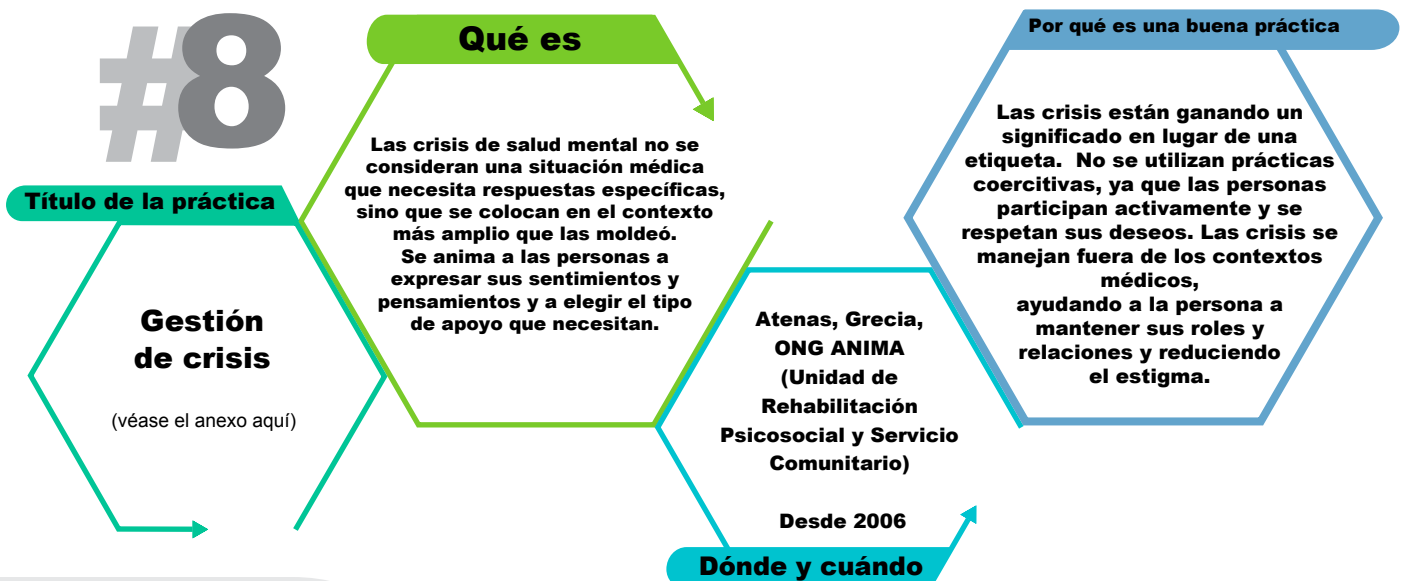 #8
Título de la práctica
Gestión
de crisis
(véase el anexo aquí)
Qué es
Las crisis de salud mental no se
consideran una situación médica
que necesita respuestas específicas,
sino que se colocan en el contexto
más amplio que las moldeó.
Se anima a las personas a
expresar sus sentimientos y
pensamientos y a elegir el tipo
de apoyo que necesitan.
Atenas, Grecia,
ONG ANIMA
(Unidad de
Rehabilitación
Psicosocial y Servicio
Comunitario)
Desde 2006
Dónde y cuándo
Por qué es una buena práctica
Las crisis están ganando un
significado en lugar de una
etiqueta. No se utilizan prácticas
coercitivas, ya que las personas
participan activamente y se
respetan sus deseos. Las crisis se
manejan fuera de los contextos
médicos,
ayudando a la persona a
mantener sus roles y
relaciones y reduciendo
el estigma.